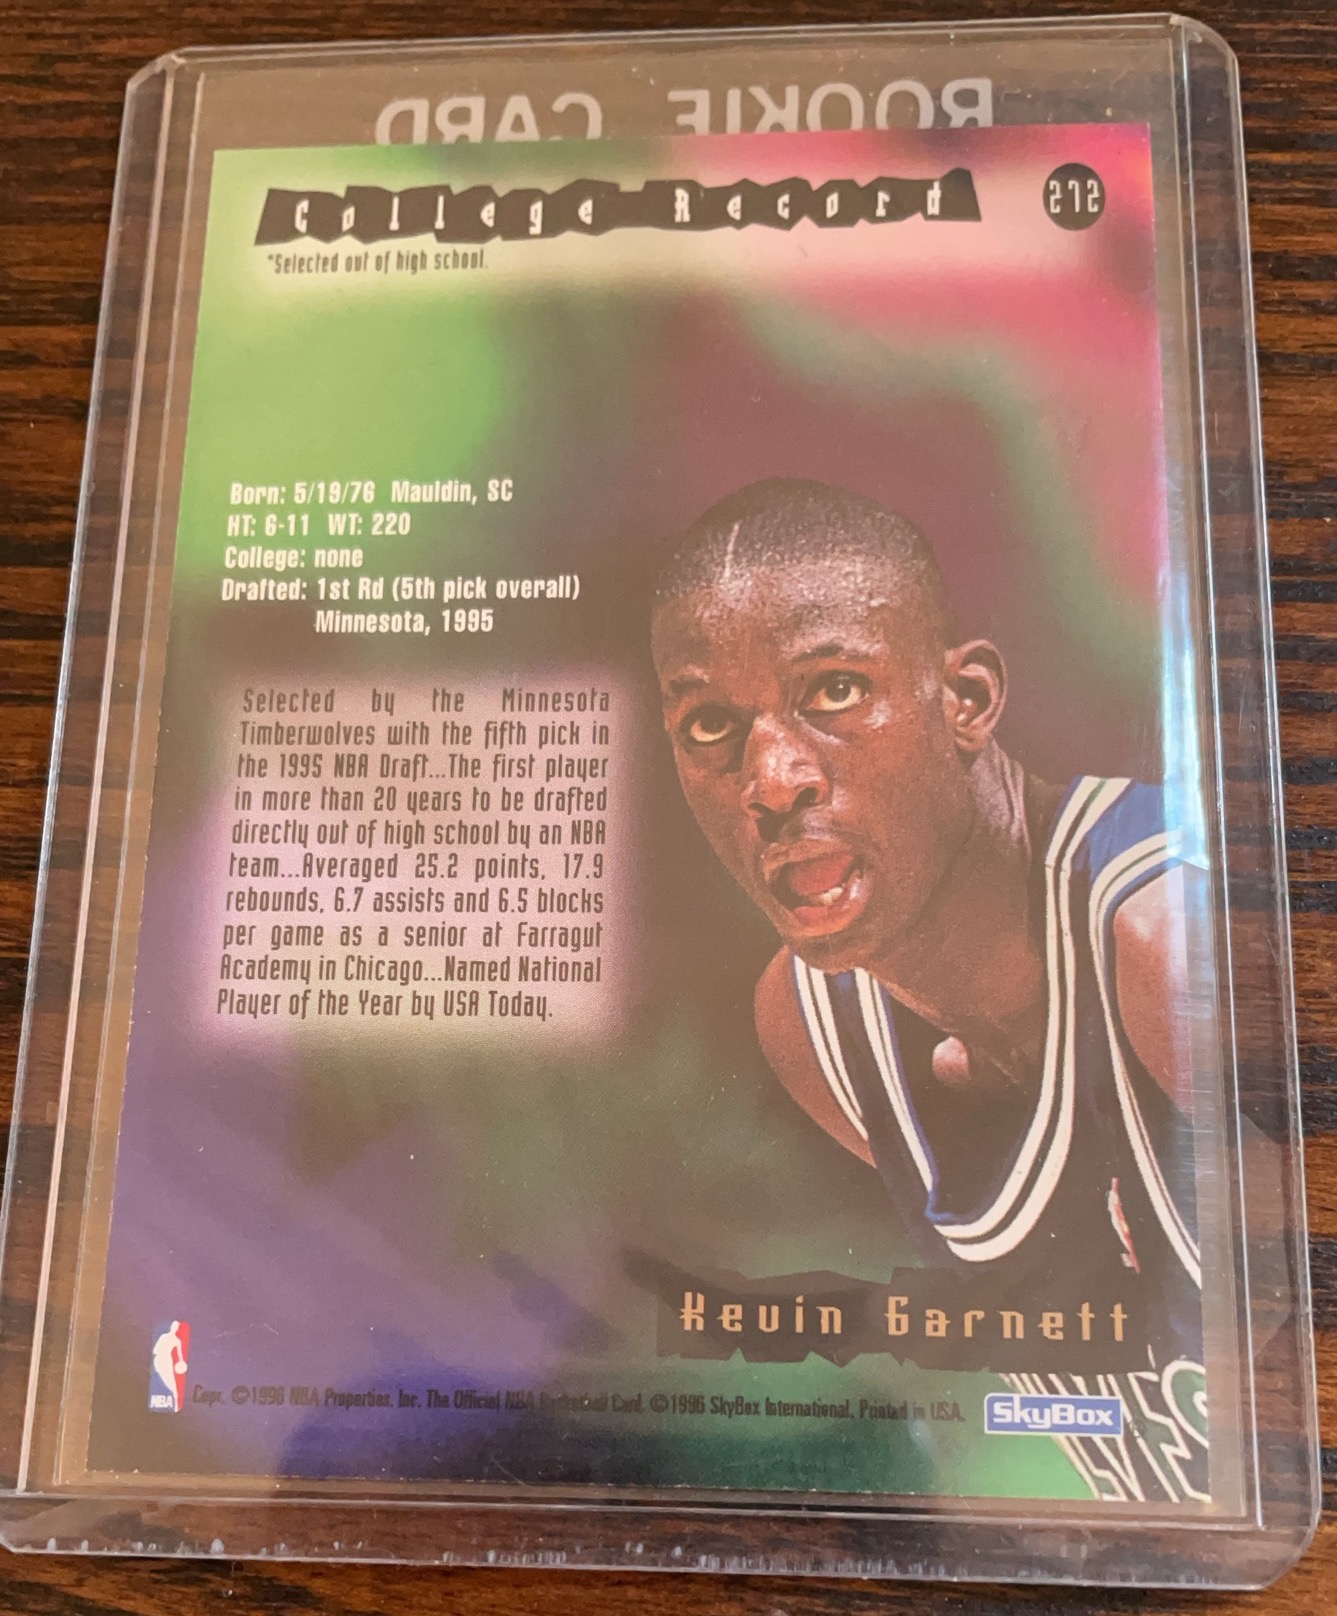 ROOKIE CARD
College Record
272
*Selected out of high school.
Born: 5/19/76 Mauldin, SC
HT: 6-11 WT: 220
College: none
Drafted: 1st Rd (5th pick overall)
Minnesota, 1995
Selected by the Minnesota
Timberwolves with the fifth pick in
the 1995 NBA Draft...The first player
in more than 20 years to be drafted
directly out of high school by an NBA
team...Averaged 25.2 points, 17.9
rebounds, 6.7 assists and 6.5 blocks
per game as a senior at Farragut
Academy in Chicago...Named National
Player of the Year by USA Today.
Kevin Garnett
NBA
Copr. ©1996 NBA Properties, Inc. The Official NBA Basketball Card. ©1996 SkyBox International. Printed in USA.
SkyBox